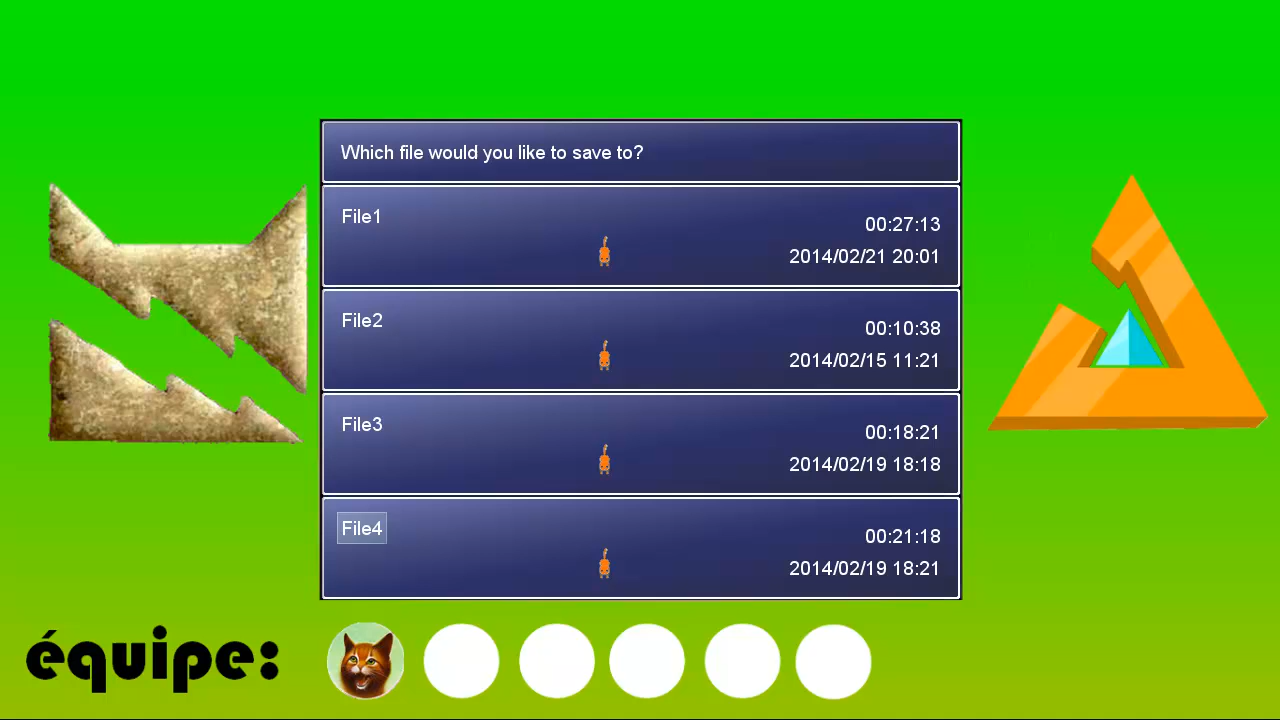 Which file would you like to save to?
File1
00:27:13
2014/02/21 20:01
File2
00:10:38
2014/02/15 11:21
File3
00:18:21
2014/02/19 18:18
File4
00:21:18
2014/02/19 18:21
équipe: